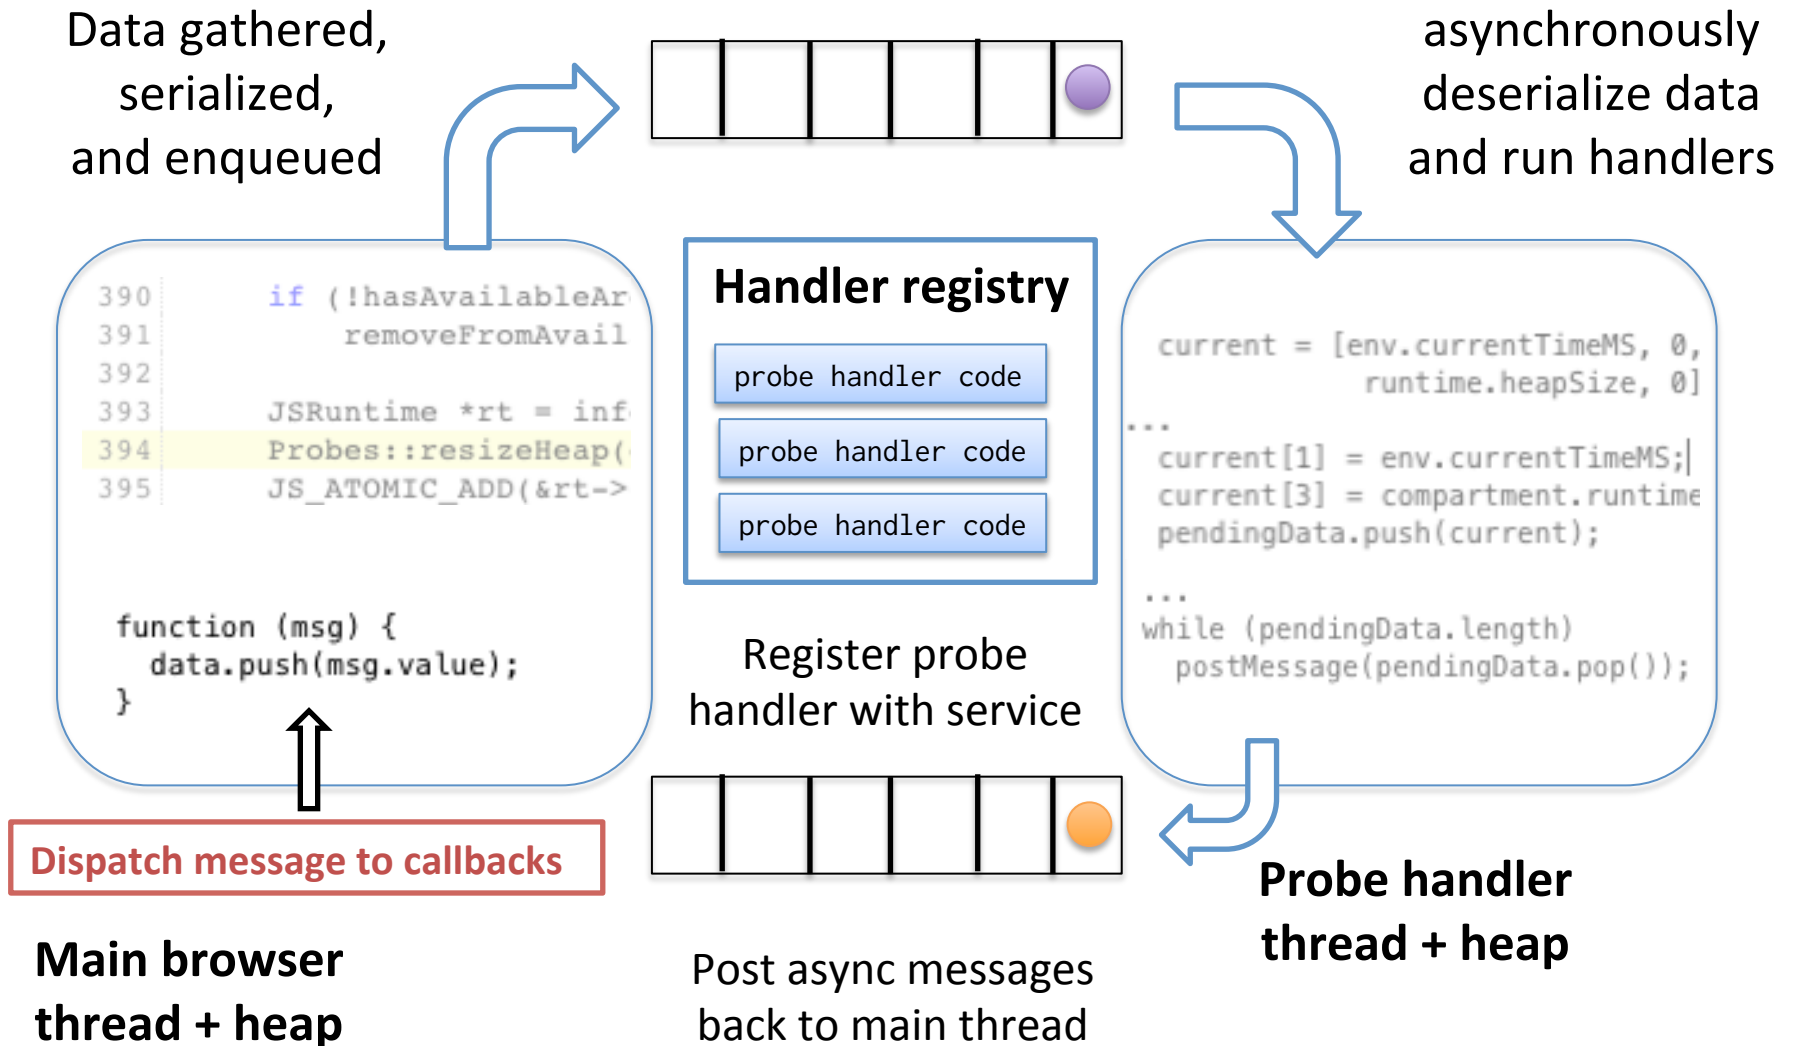 Data gathered,
serialized,
and enqueued
asynchronously
deserialize data
and run handlers
390 if (!hasAvailableAr
391 removeFromAvail
392
393 JSRuntime *rt = inf
394 Probes::resizeHeap(
395 JS_ATOMIC_ADD(&rt->
function (msg) {
data.push(msg.value);
}
Handler registry
probe handler code
probe handler code
probe handler code
Register probe
handler with service
current = [env.currentTimeMS, 0,
runtime.heapSize, 0]
...
current[1] = env.currentTimeMS;
current[3] = compartment.runtime
pendingData.push(current);
...
while (pendingData.length)
postMessage(pendingData.pop());
Dispatch message to callbacks
Main browser
thread + heap
Post async messages
back to main thread
Probe handler
thread + heap